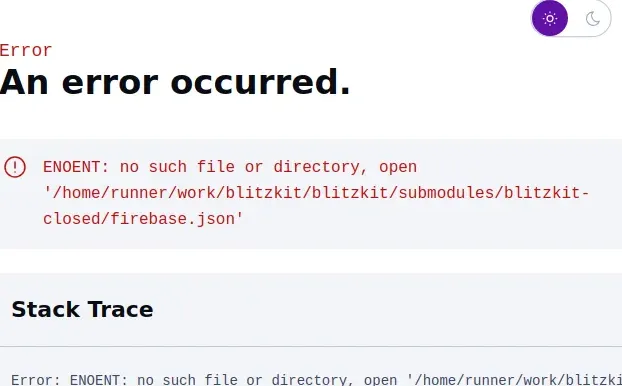 Error
An error occurred.
ENOENT: no such file or directory, open
'/home/runner/work/blitzkit/blitzkit/submodules/blitzkit-
closed/firebase.json'
Stack Trace
Error: ENOENT: no such file or directory, open '/home/runner/work/blitzki